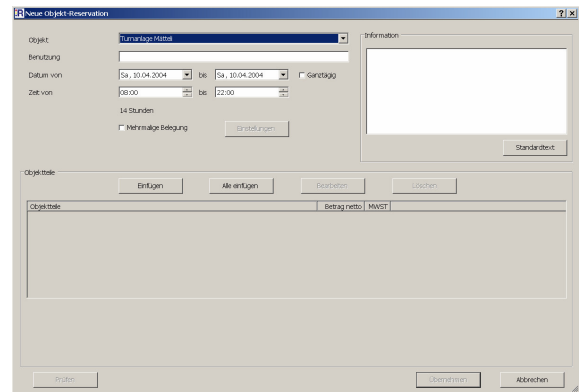 Neue Objekt-Reservation
Objekt
Turnanlage Mätteli
Benutzung
Datum von
Sa , 10.04.2004
bis
Sa , 10.04.2004
Ganztägig
Zeit von
08:00
bis
22:00
14 Stunden
Mehrmalige Belegung
Einstellungen
Information
Standardtext
Objektteile
Einfügen
Alle einfügen
Bearbeiten
Löschen
Objektteile
Betrag netto
MWST
Prüfen
Übernehmen
Abbrechen